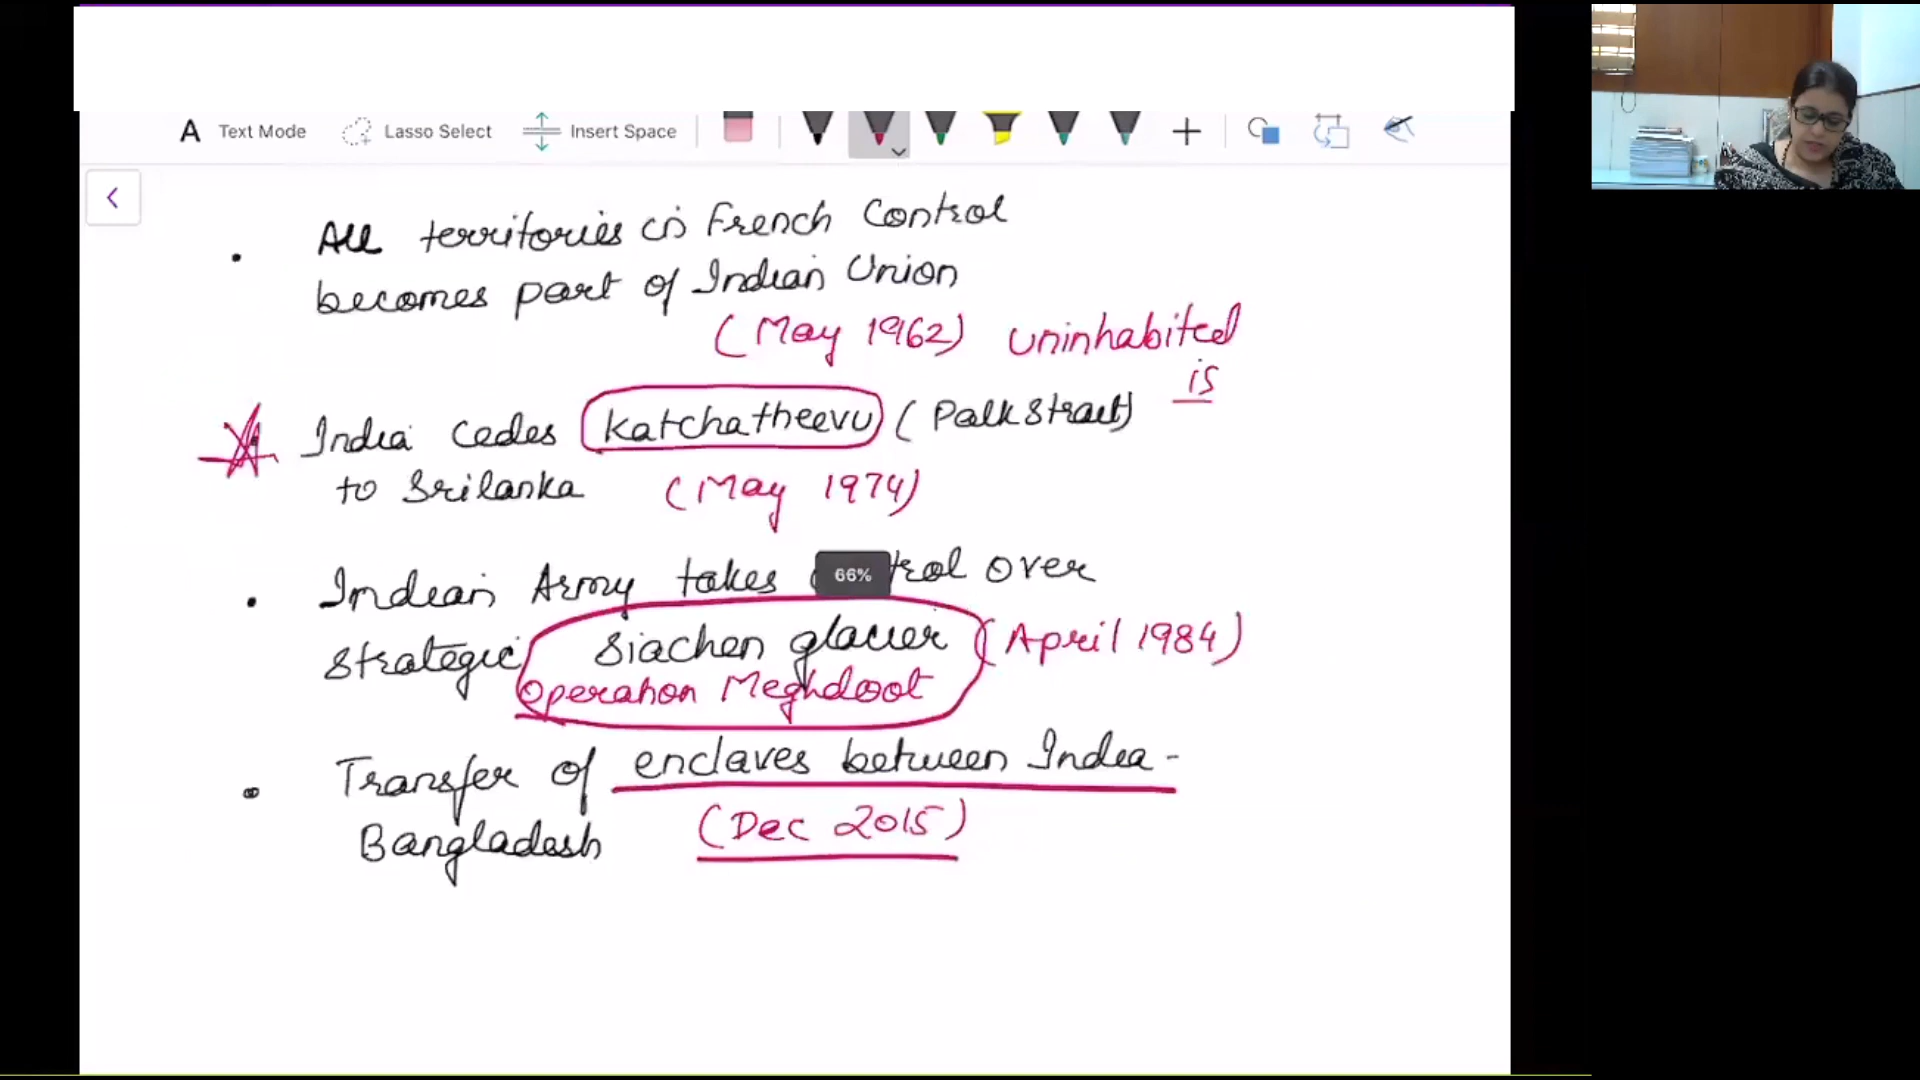 A Text Mode Lasso Select Insert Space
All territories in French Control
becomes part of Indian Union
(May 1962) uninhabited
is
India cedes Katchatheevu (Palk Strait)
to Srilanka (May 1974)
66%
Indian Army takes trol over
strategic Siachen glacier (April 1984)
Operation Meghdoot
Transfer of enclaves between India -
Bangladesh (Dec 2015)